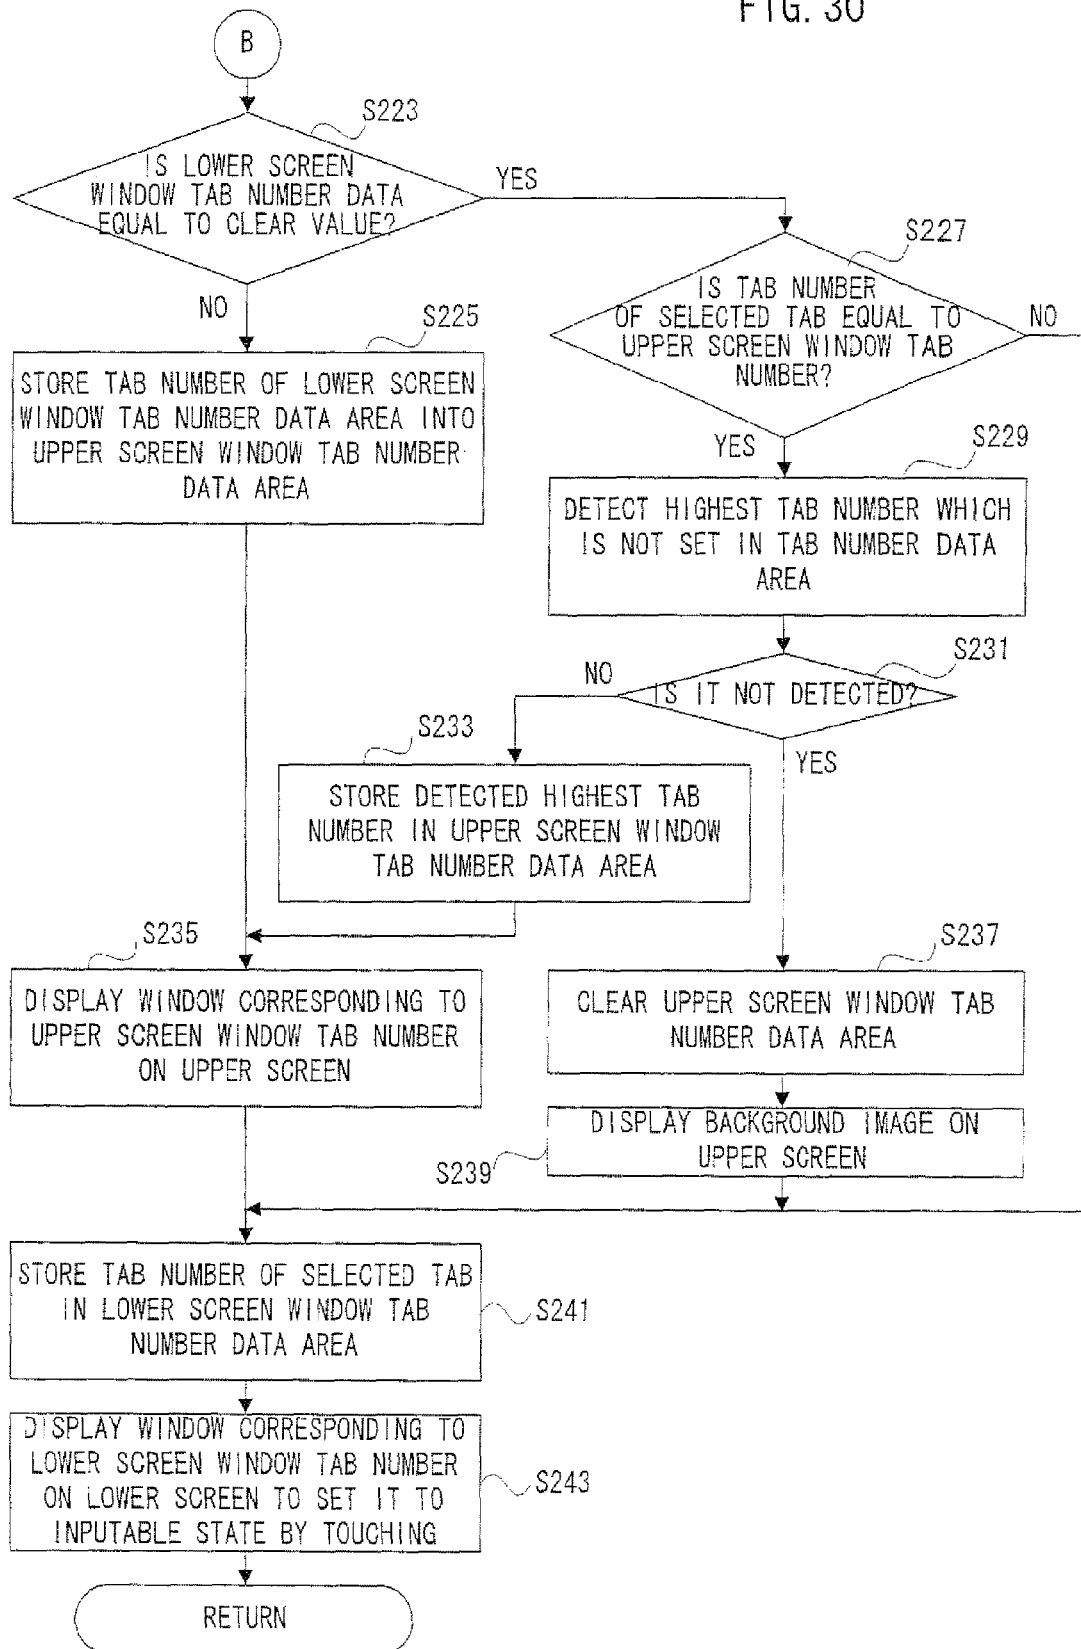 FIG. 30
B
S223
IS LOWER SCREEN
WINDOW TAB NUMBER DATA
EQUAL TO CLEAR VALUE?
YES
NO
S227
IS TAB NUMBER
OF SELECTED TAB EQUAL TO
UPPER SCREEN WINDOW TAB
NUMBER?
NO
YES
S225
STORE TAB NUMBER OF LOWER SCREEN
WINDOW TAB NUMBER DATA AREA INTO
UPPER SCREEN WINDOW TAB NUMBER
DATA AREA
S229
DETECT HIGHEST TAB NUMBER WHICH
IS NOT SET IN TAB NUMBER DATA
AREA
S231
IS IT NOT DETECTED?
NO
YES
S233
STORE DETECTED HIGHEST TAB
NUMBER IN UPPER SCREEN WINDOW
TAB NUMBER DATA AREA
S235
DISPLAY WINDOW CORRESPONDING TO
UPPER SCREEN WINDOW TAB NUMBER
ON UPPER SCREEN
S237
CLEAR UPPER SCREEN WINDOW TAB
NUMBER DATA AREA
DISPLAY BACKGROUND IMAGE ON
UPPER SCREEN
S239
STORE TAB NUMBER OF SELECTED TAB
IN LOWER SCREEN WINDOW TAB
NUMBER DATA AREA
S241
DISPLAY WINDOW CORRESPONDING TO
LOWER SCREEN WINDOW TAB NUMBER
ON LOWER SCREEN TO SET IT TO
INPUTABLE STATE BY TOUCHING
S243
RETURN